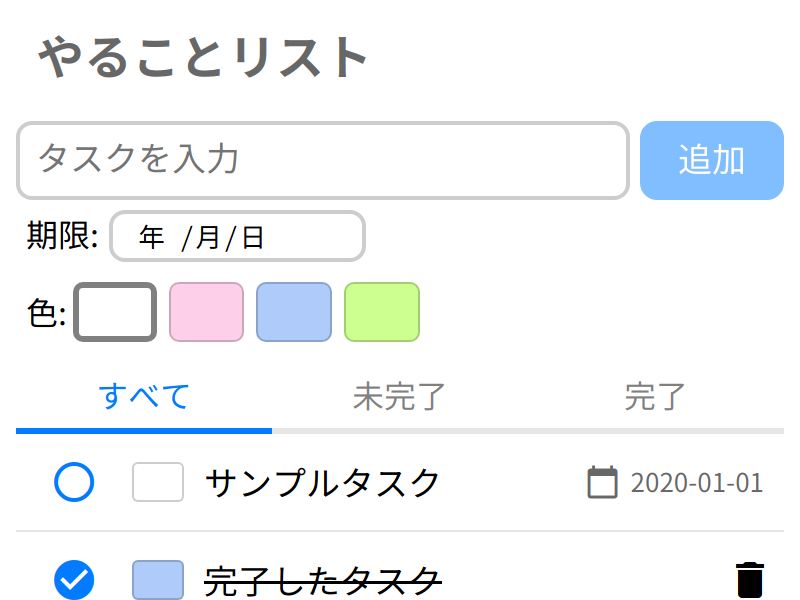 やることリスト
タスクを入力 追加
期限: 年 /月/日
色:
すべて 未完了 完了
サンプルタスク 2020-01-01
完了したタスク